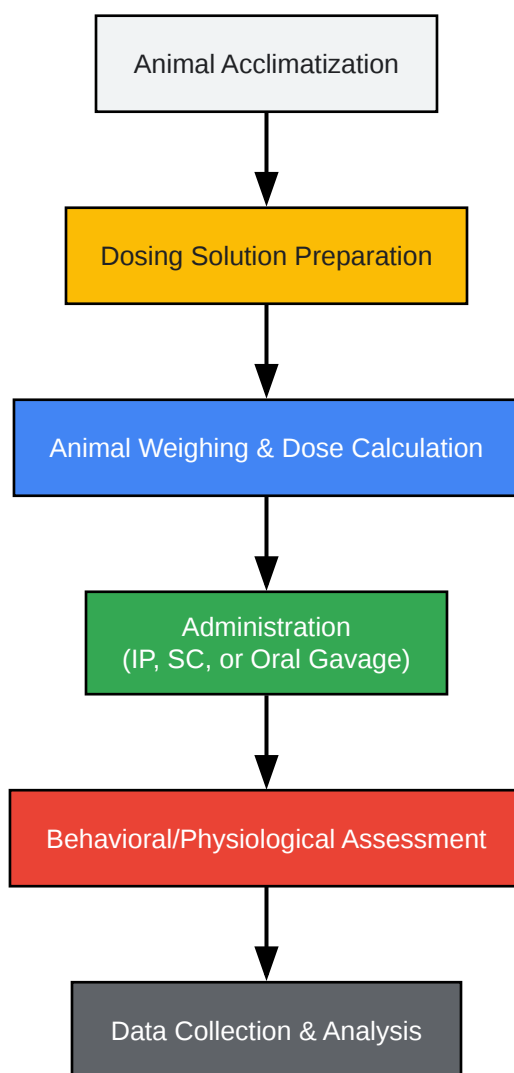 Animal Acclimatization
Dosing Solution Preparation
Animal Weighing & Dose Calculation
Administration
(IP, SC, or Oral Gavage)
Behavioral/Physiological Assessment
Data Collection & Analysis